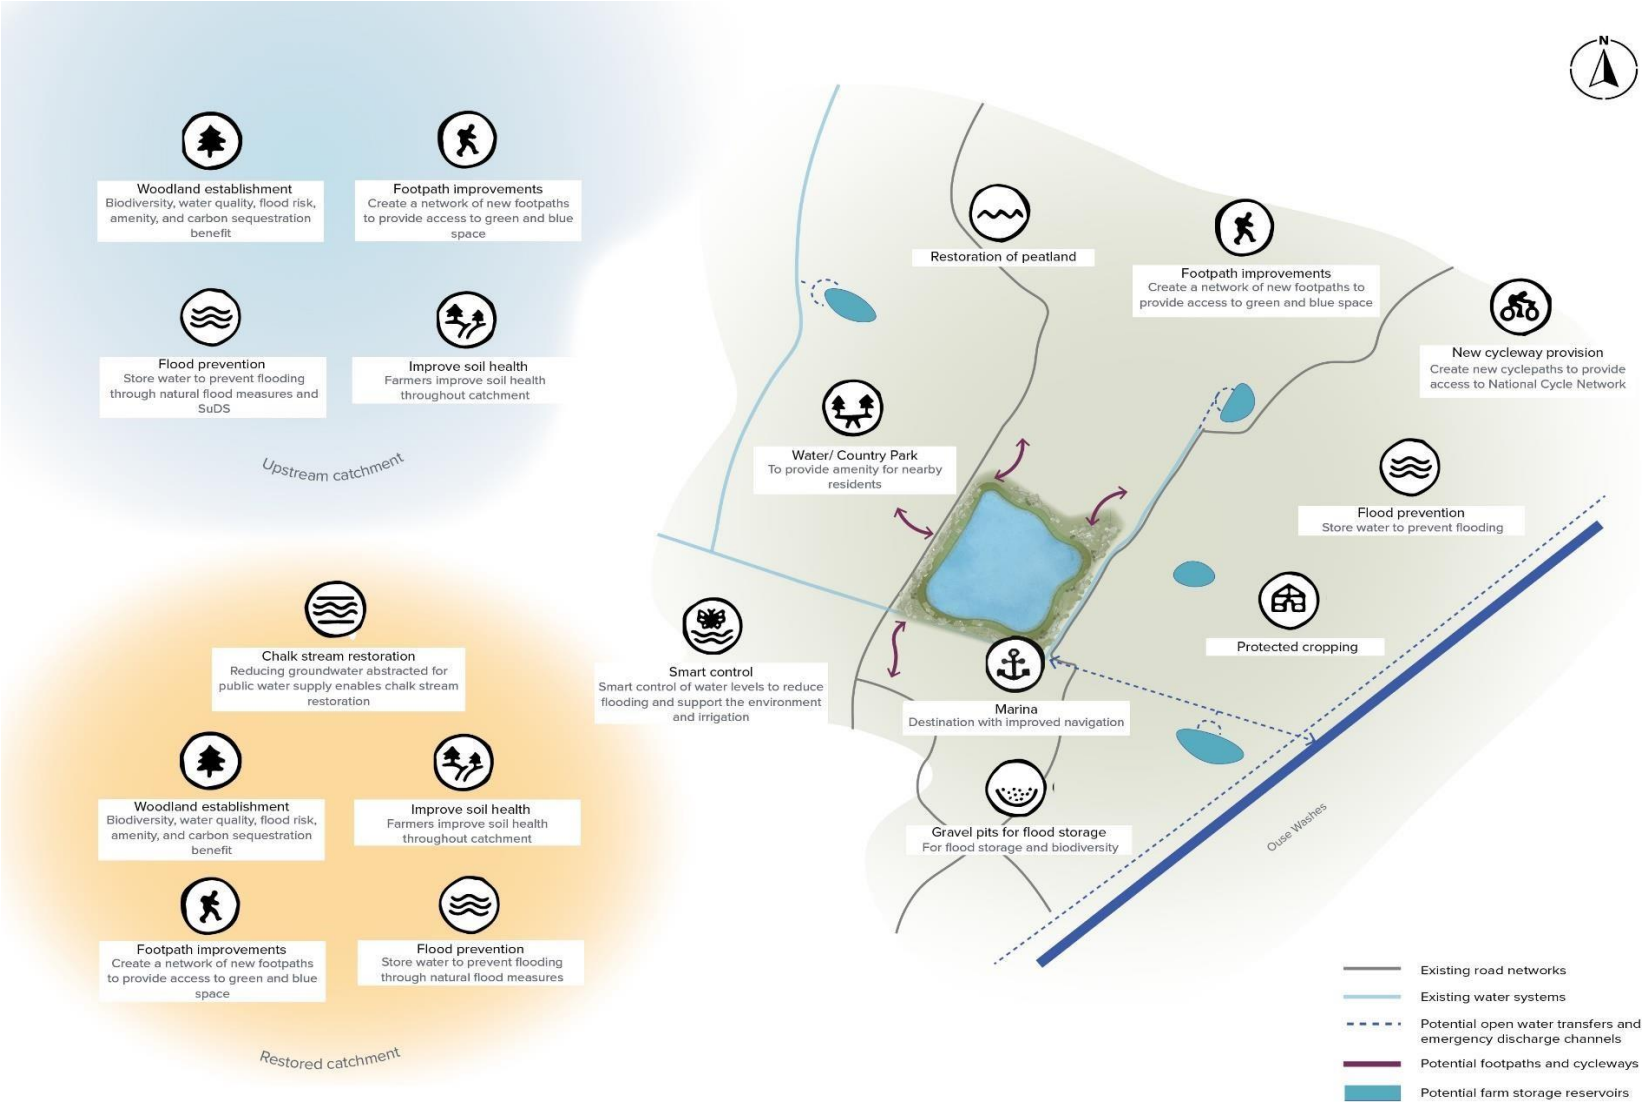 N
Woodland establishment
Biodiversity, water quality, flood risk,
amenity, and carbon sequestration
benefit
Footpath improvements
Create a network of new footpaths
to provide access to green and blue
space
Flood prevention
Store water to prevent flooding
through natural flood measures and
SuDS
Improve soil health
Farmers improve soil health
throughout catchment
Upstream catchment
Chalk stream restoration
Reducing groundwater abstracted for
public water supply enables chalk stream
restoration
Woodland establishment
Biodiversity, water quality, flood risk,
amenity, and carbon sequestration
benefit
Improve soil health
Farmers improve soil health
throughout catchment
Footpath improvements
Create a network of new footpaths
to provide access to green and blue
space
Flood prevention
Store water to prevent flooding
through natural flood measures
Restored catchment
Restoration of peatland
Footpath improvements
Create a network of new footpaths to
provide access to green and blue space
New cycleway provision
Create new cyclepaths to provide
access to National Cycle Network
Water/ Country Park
To provide amenity for nearby
residents
Flood prevention
Store water to prevent flooding
Protected cropping
Smart control
Smart control of water levels to reduce
flooding and support the environment
and irrigation
Marina
Destination with improved navigation
Gravel pits for flood storage
For flood storage and biodiversity
Ouse Washes
Existing road networks
Existing water systems
Potential open water transfers and
emergency discharge channels
Potential footpaths and cycleways
Potential farm storage reservoirs